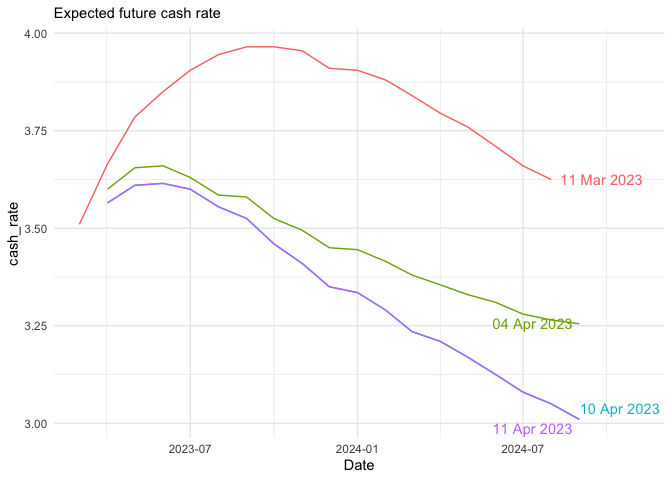 Expected future cash rate
4.00
3.75
3.50
3.25
3.00
cash_rate
11 Mar 2023
04 Apr 2023
10 Apr 2023
11 Apr 2023
2023-07
2024-01
2024-07
Date